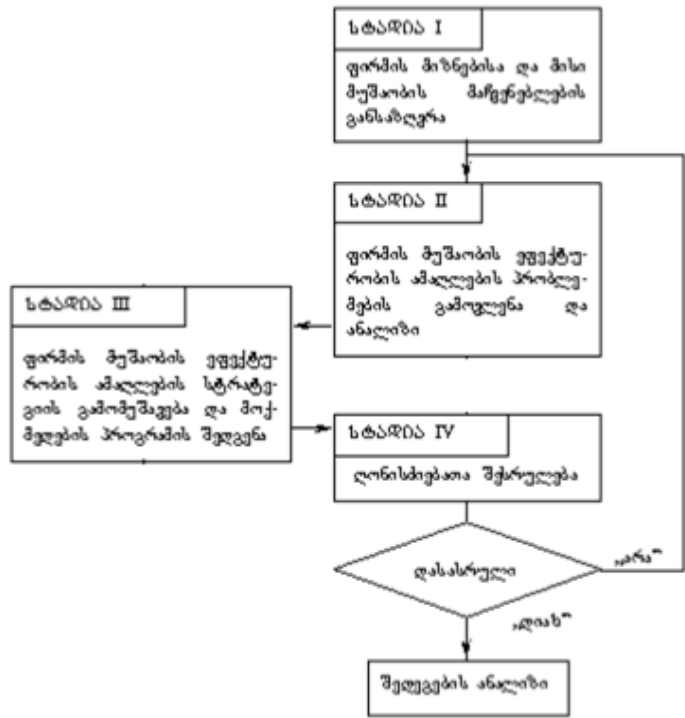 სტადია I
ფირმის მიზნებისა და მისი
მუშაობის მაჩვენებლების
განსაზღვრა
სტადია II
ფირმის მუშაობის ეფექტუ-
რობის ამაღლების პრობლე-
მების გამოვლენა და
ანალიზი
სტადია III
ფირმის მუშაობის ეფექტუ-
რობის ამაღლების სტრატე-
გიის გამომუშავება და მოქ-
მედების პროგრამის შედგენა
სტადია IV
ღონისძიებათა შესრულება
დასასრული
„არა”
„დიახ”
შედეგების ანალიზი